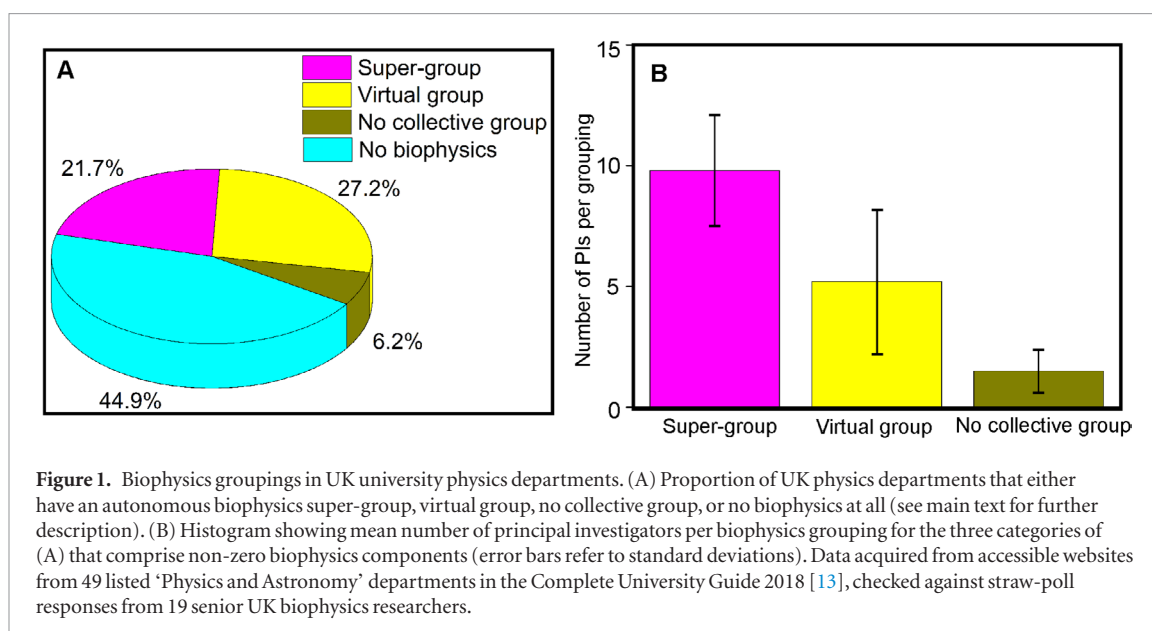 A
Super-group
Virtual group
No collective group
No biophysics
21.7%
27.2%
6.2%
44.9%
B
Number of PIs per grouping
15
10
5
0
Super-group
Virtual group
No collective group
Figure 1. Biophysics groupings in UK university physics departments. (A) Proportion of UK physics departments that either
have an autonomous biophysics super-group, virtual group, no collective group, or no biophysics at all (see main text for further
description). (B) Histogram showing mean number of principal investigators per biophysics grouping for the three categories of
(A) that comprise non-zero biophysics components (error bars refer to standard deviations). Data acquired from accessible websites
from 49 listed ‘Physics and Astronomy’ departments in the Complete University Guide 2018 [13], checked against straw-poll
responses from 19 senior UK biophysics researchers.